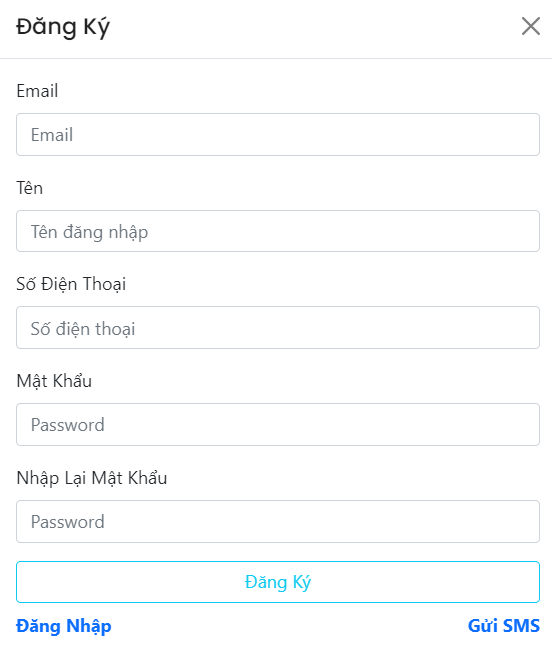 Đăng Ký
Email
Email
Tên
Tên đăng nhập
Số Điện Thoại
Số điện thoại
Mật Khẩu
Password
Nhập Lại Mật Khẩu
Password
Đăng Ký
Đăng Nhập Gửi SMS